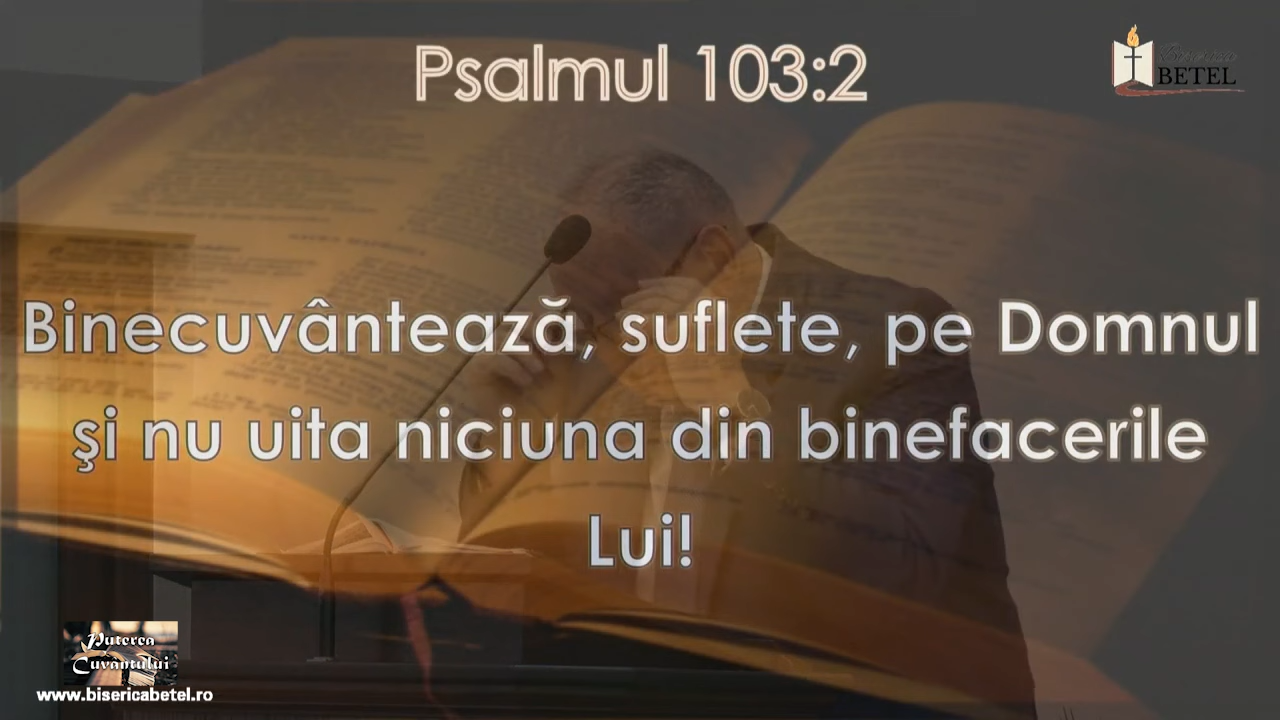 Psalmul 103:2
BETEL
Binecuvântează, suflete, pe Domnul
şi nu uita niciuna din binefacerile
Lui!
Puterea
Cuvântului
www.bisericabetel.ro